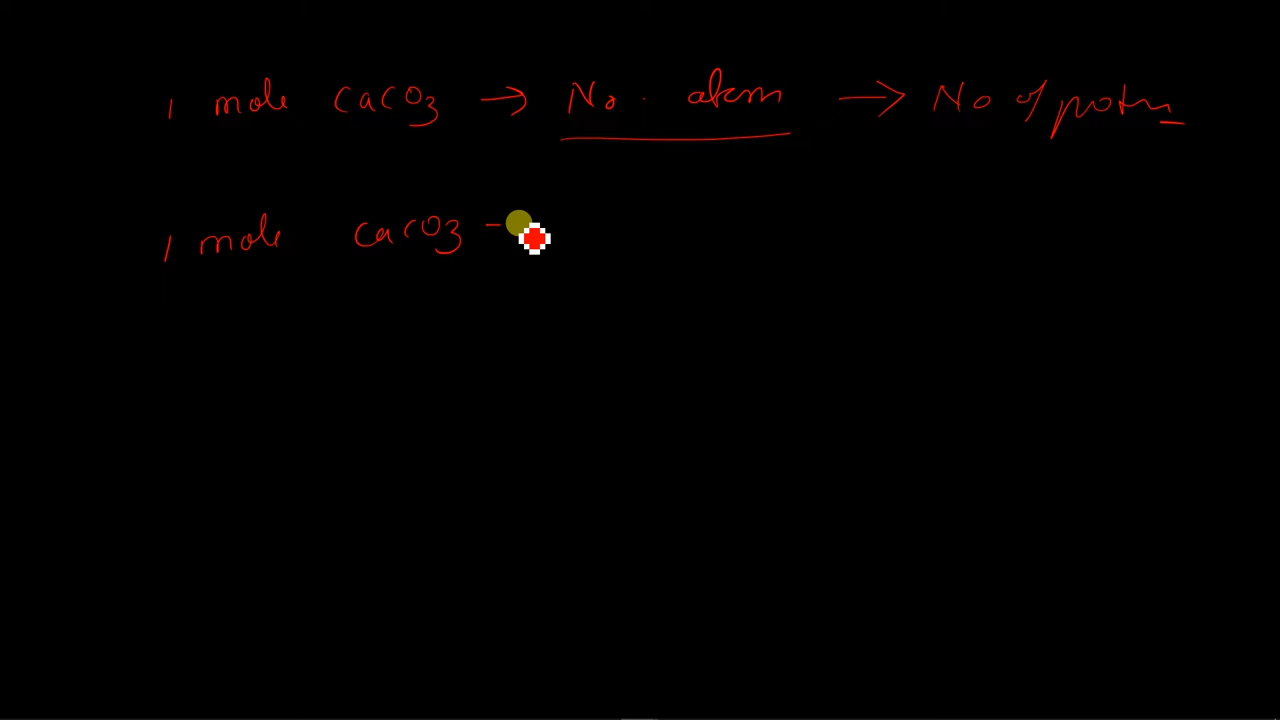 1 mole CaCO3 → No. atom → No of proton
1 mole CaCO3 -